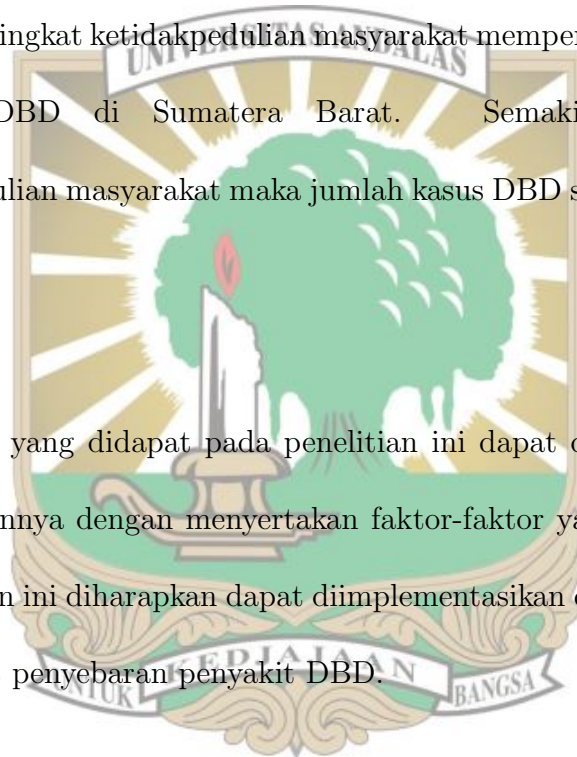 UNIVERSITAS ANDALAS
ingkat ketidakpedulian masyarakat memper
DBD di Sumatera Barat. Semaki
ulian masyarakat maka jumlah kasus DBD s
yang didapat pada penelitian ini dapat d
nnya dengan menyertakan faktor-faktor ya
n ini diharapkan dapat diimplementasikan
penyebaran penyakit DBD.
UNTUK KEDJAJAAN BANGSA